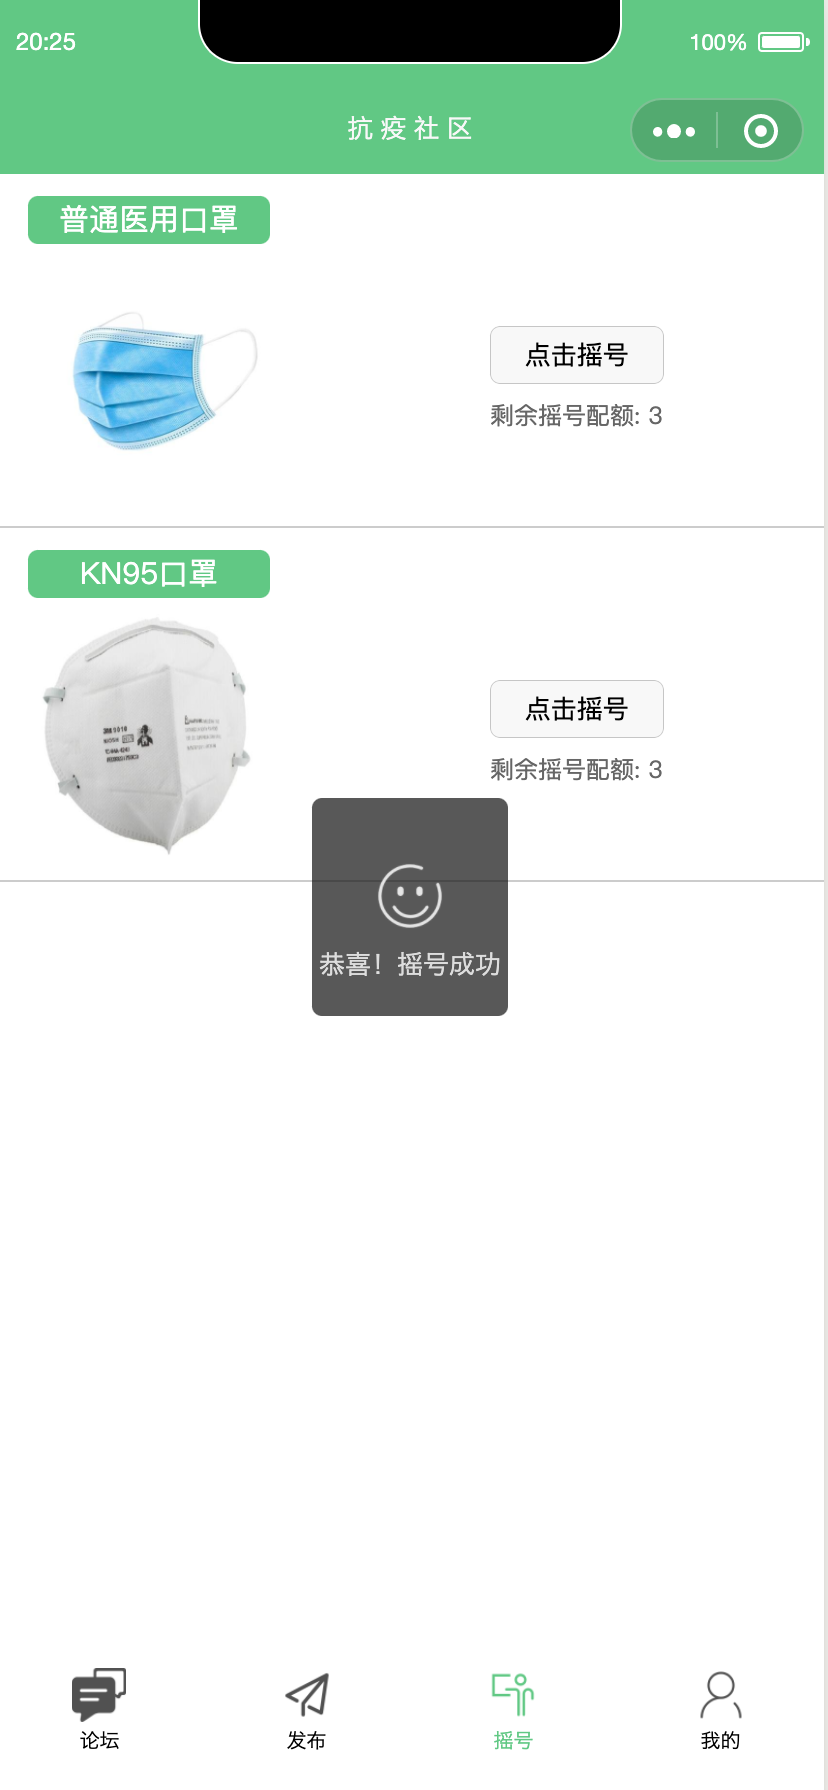 20:25
100%
抗疫社区
普通医用口罩
点击摇号
剩余摇号配额: 3
KN95口罩
点击摇号
剩余摇号配额: 3
恭喜！摇号成功
论坛
发布
摇号
我的